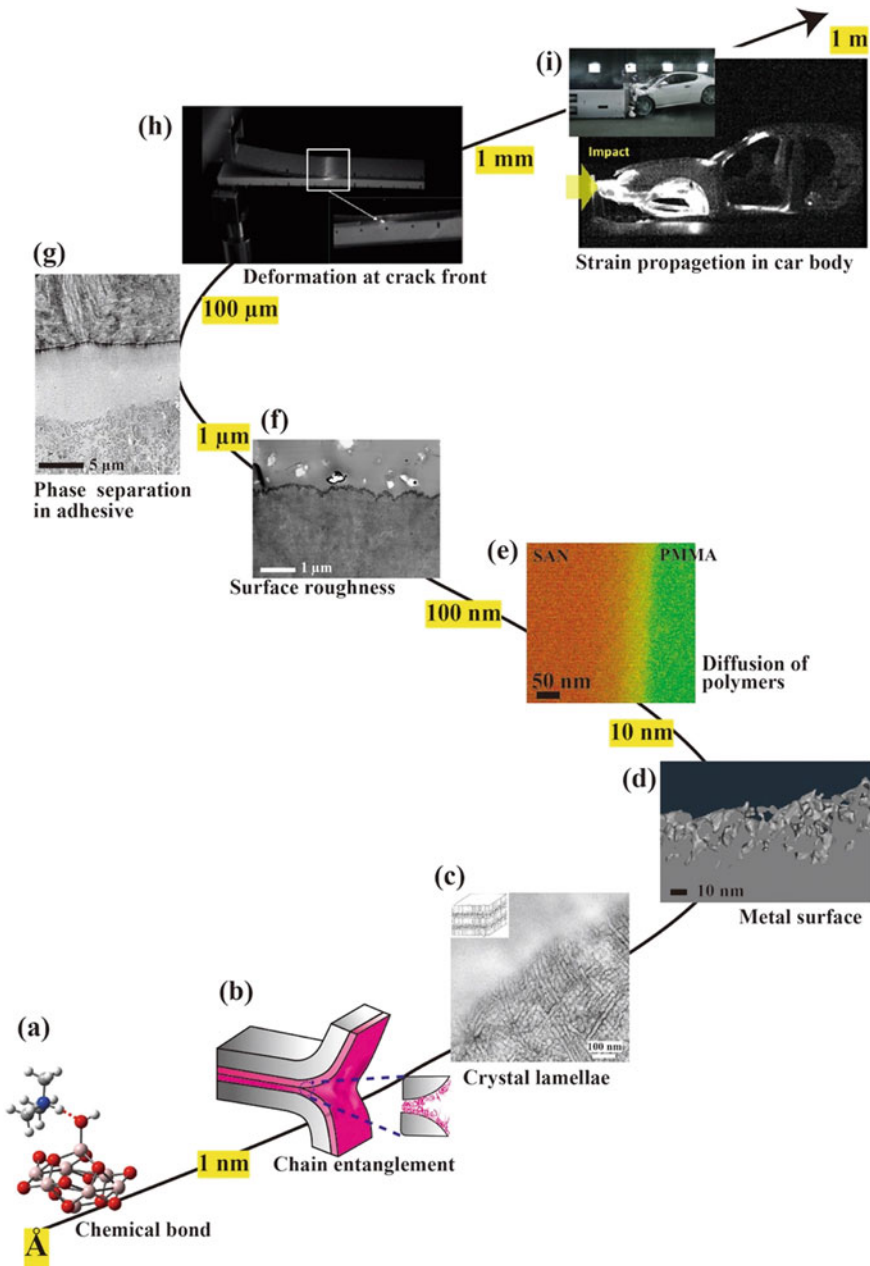 1 m
(i)
Impact
Strain propagetion in car body
(h)
1 mm
Deformation at crack front
(g)
100 µm
5 µm
Phase separation
in adhesive
1 µm
(f)
1 µm
Surface roughness
100 nm
(e)
SAN PMMA
50 nm
Diffusion of
polymers
10 nm
(d)
10 nm
Metal surface
(c)
100 nm
Crystal lamellae
(b)
Chain entanglement
1 nm
(a)
Chemical bond
Å